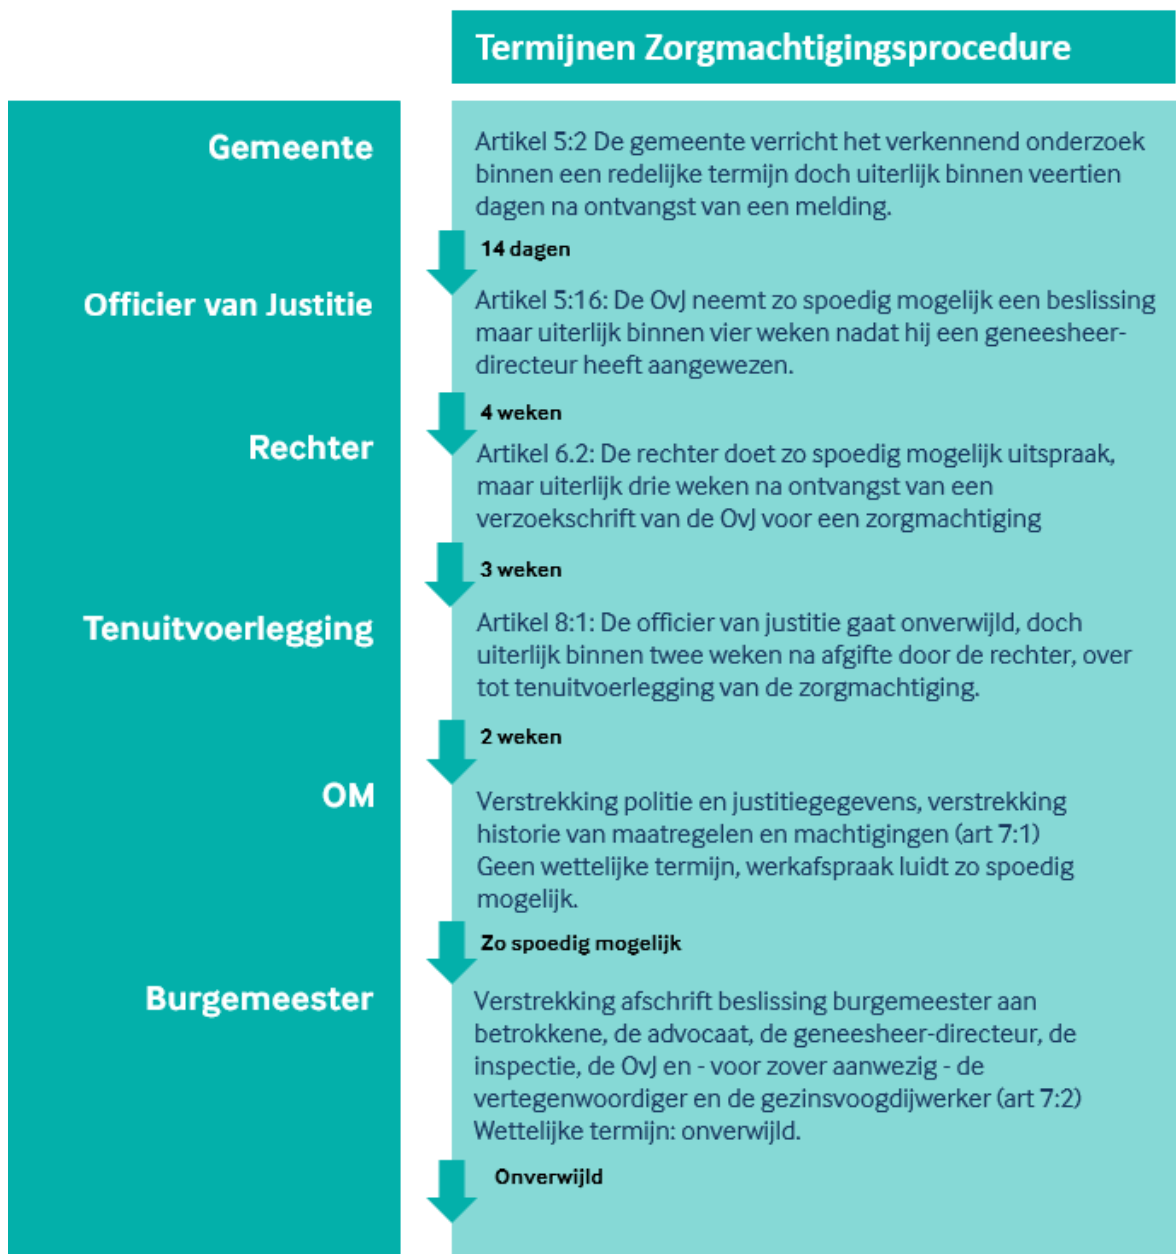 Termijnen Zorgmachtigingsprocedure
Gemeente
Artikel 5:2 De gemeente verricht het verkennend onderzoek
binnen een redelijke termijn doch uiterlijk binnen veertien
dagen na ontvangst van een melding.
14 dagen
Officier van Justitie
Artikel 5:16: De OvJ neemt zo spoedig mogelijk een beslissing
maar uiterlijk binnen vier weken nadat hij een geneesheer-
directeur heeft aangewezen.
4 weken
Rechter
Artikel 6.2: De rechter doet zo spoedig mogelijk uitspraak,
maar uiterlijk drie weken na ontvangst van een
verzoekschrift van de OvJ voor een zorgmachtiging
3 weken
Tenuitvoerlegging
Artikel 8:1: De officier van justitie gaat onverwijld, doch
uiterlijk binnen twee weken na afgifte door de rechter, over
tot tenuitvoerlegging van de zorgmachtiging.
2 weken
OM
Verstrekking politie en justitiegegevens, verstrekking
historie van maatregelen en machtigingen (art 7:1)
Geen wettelijke termijn, werkafspraak luidt zo spoedig
mogelijk.
Zo spoedig mogelijk
Burgemeester
Verstrekking afschrift beslissing burgemeester aan
betrokkene, de advocaat, de geneesheer-directeur, de
inspectie, de OvJ en - voor zover aanwezig - de
vertegenwoordiger en de gezinsvoogdijwerker (art 7:2)
Wettelijke termijn: onverwijld.
Onverwijld